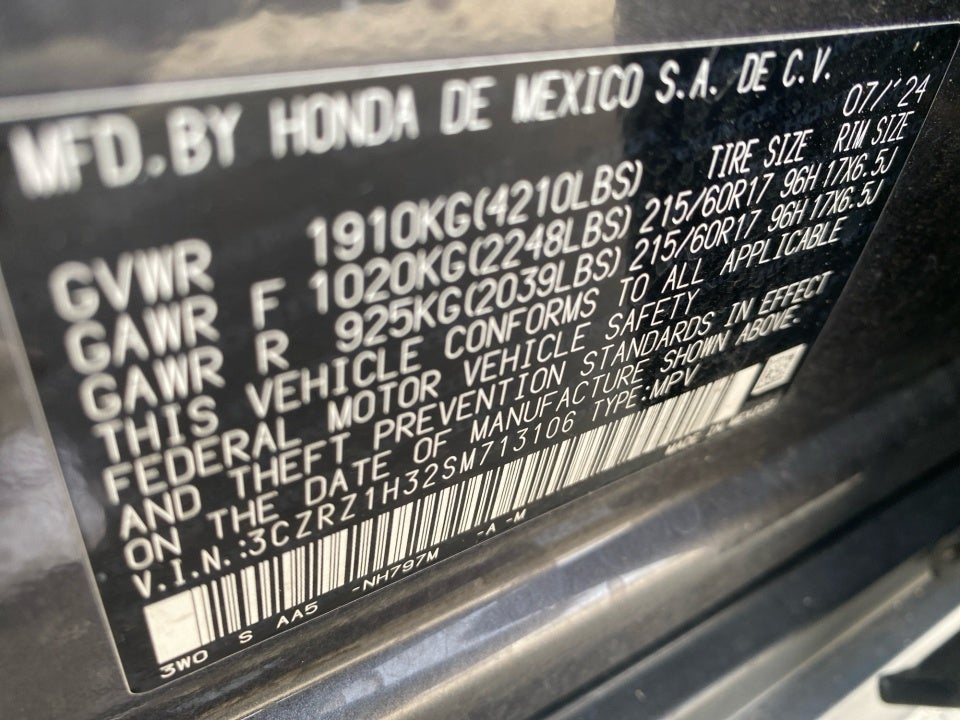 MFD. BY HONDA DE MEXICO S.A. DE C.V.
07/'24
TIRE SIZE RIM SIZE
GVWR 1910KG(4210LBS)
GAWR F 1020KG(2248LBS) 215/60R17 96H 17X6.5J
GAWR R 925KG(2039LBS) 215/60R17 96H 17X6.5J
THIS VEHICLE CONFORMS TO ALL APPLICABLE
FEDERAL MOTOR VEHICLE SAFETY
AND THEFT PREVENTION STANDARDS IN EFFECT
ON THE DATE OF MANUFACTURE SHOWN ABOVE.
V.I.N.:3CZRZ1H32SM713106 TYPE:MPV
3W0 S AA5 -NH797M -A -M
MADE IN MEXICO